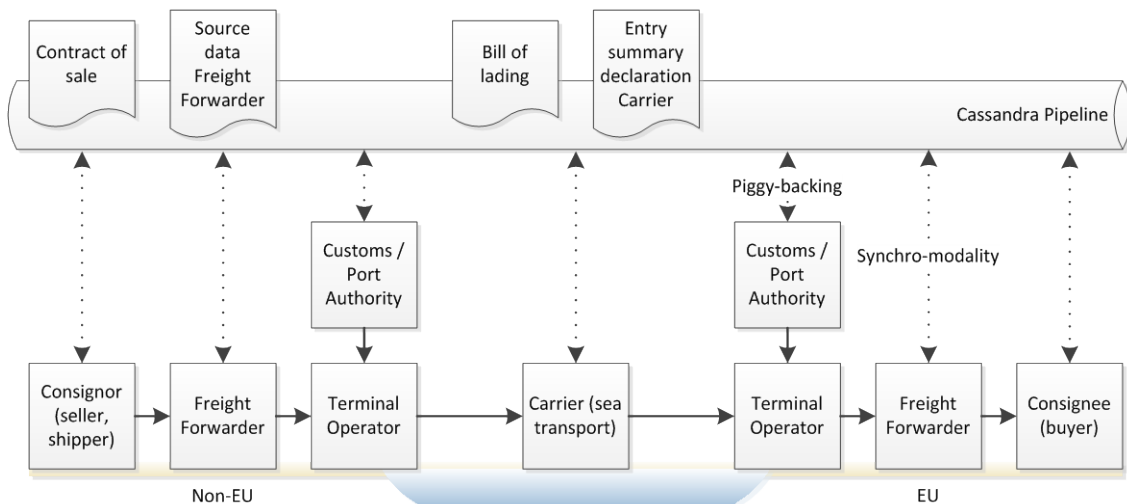 Contract of
sale
Source
data
Freight
Forwarder
Bill of
lading
Entry
summary
declaration
Carrier
Cassandra Pipeline
Piggy-backing
Synchro-modality
Customs /
Port
Authority
Customs /
Port
Authority
Consignor
(seller,
shipper)
Freight
Forwarder
Terminal
Operator
Carrier (sea
transport)
Terminal
Operator
Freight
Forwarder
Consignee
(buyer)
Non-EU
EU